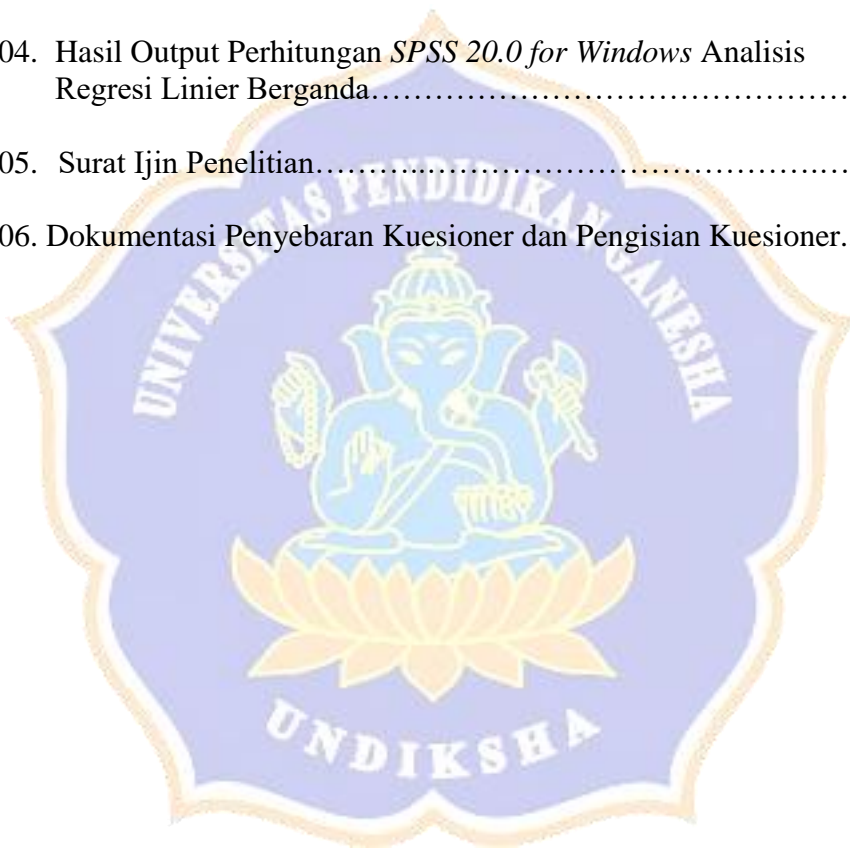 04. Hasil Output Perhitungan SPSS 20.0 for Windows Analisis
Regresi Linier Berganda……………………………………….
05. Surat Ijin Penelitian………..……………………………….…
06. Dokumentasi Penyebaran Kuesioner dan Pengisian Kuesioner.
UNIVERSITAS PENDIDIKAN GANESHA
UNDIKSHA